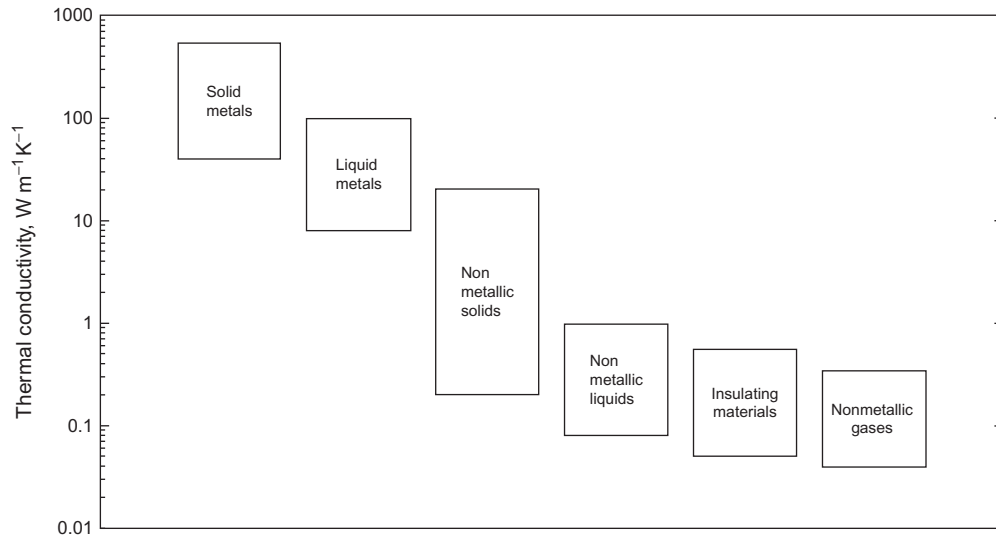 1000
100
10
1
0.1
0.01
Thermal conductivity, W m⁻¹ K⁻¹
Solid
metals
Liquid
metals
Non
metallic
solids
Non
metallic
liquids
Insulating
materials
Nonmetallic
gases